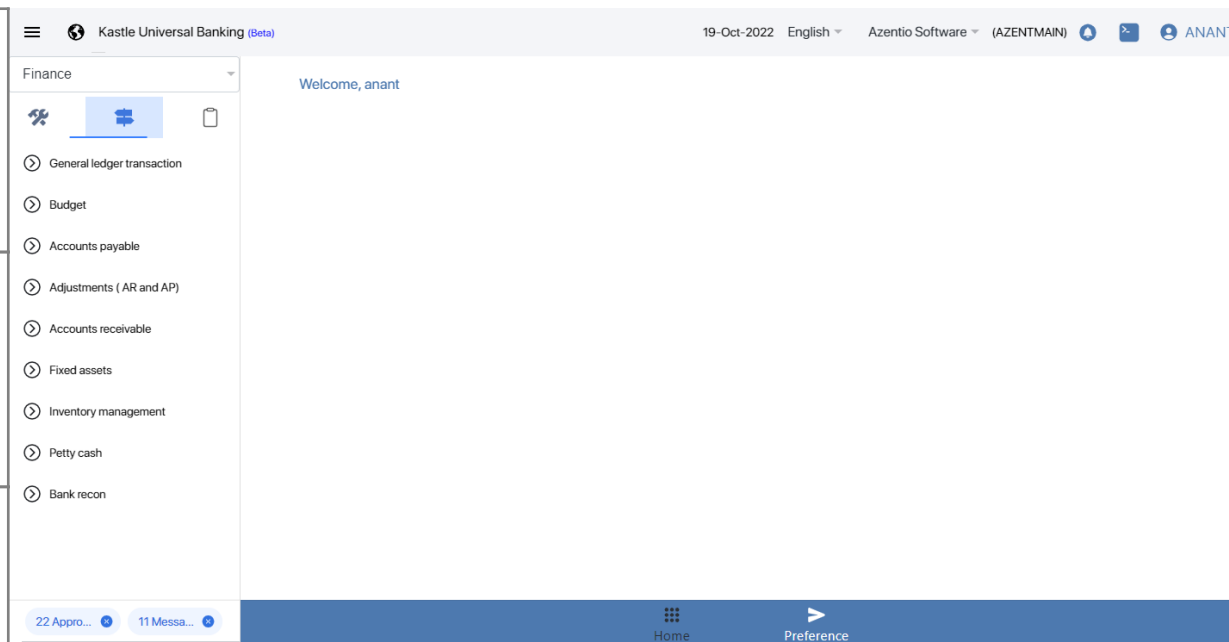 Kastle Universal Banking (Beta) 19-Oct-2022 English Azentio Software (AZENTMAIN) ANANT
Finance
Welcome, anant
General ledger transaction
Budget
Accounts payable
Adjustments ( AR and AP)
Accounts receivable
Fixed assets
Inventory management
Petty cash
Bank recon
22 Appro... 11 Messa...
Home Preference